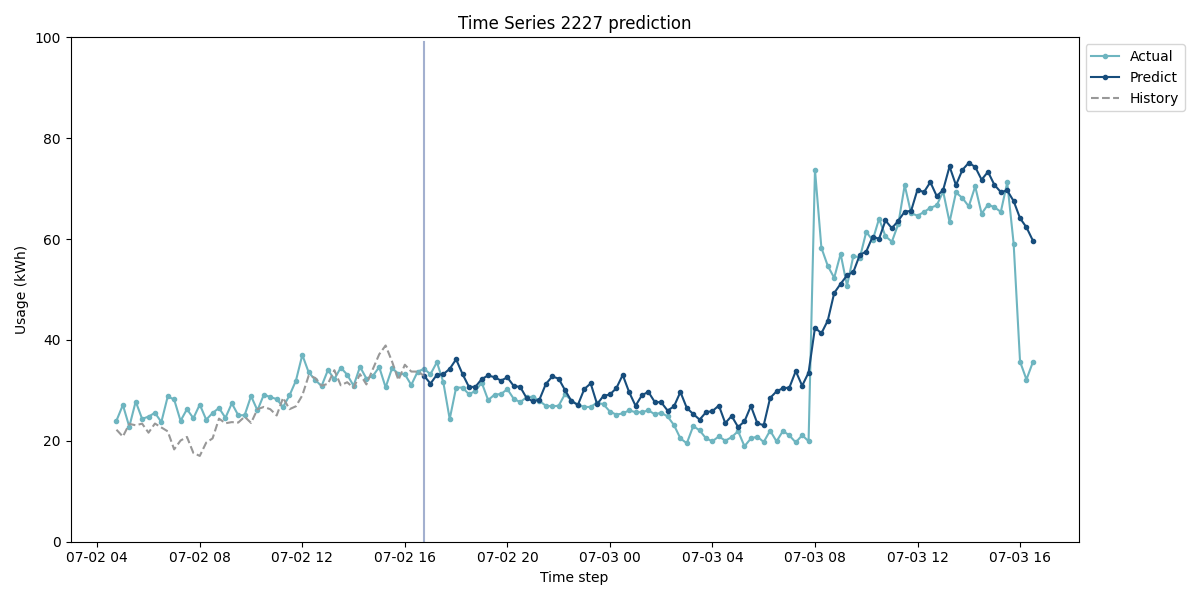 Time Series 2227 prediction
Usage (kWh)
100
80
60
40
20
0
07-02 04
07-02 08
07-02 12
07-02 16
07-02 20
07-03 00
07-03 04
07-03 08
07-03 12
07-03 16
Time step
Actual
Predict
History